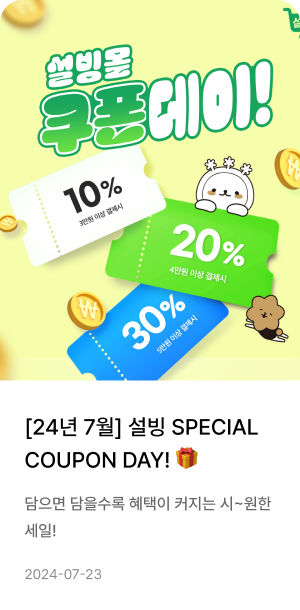 설빙몰
쿠폰데이!
10%
3만원 이상 결제시
20%
4만원 이상 결제시
30%
5만원 이상 결제시
[24년 7월] 설빙 SPECIAL
COUPON DAY! 🎁
담으면 담을수록 혜택이 커지는 시~원한
세일!
2024-07-23